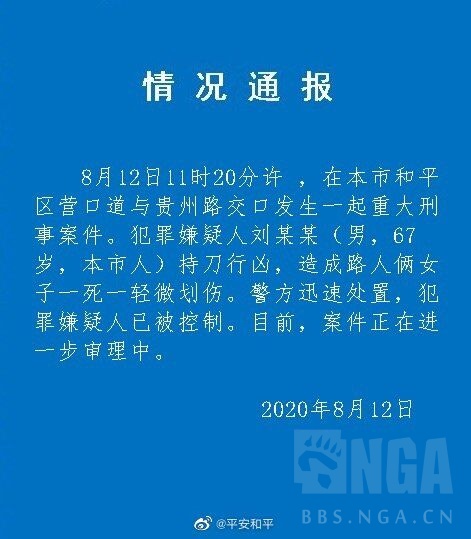 情况通报
8月12日11时20分许，在本市和平
区营口道与贵州路交口发生一起重大刑
事案件。犯罪嫌疑人刘某某（男，67
岁，本市人）持刀行凶，造成路人俩女
子一死一轻微划伤。警方迅速处置，犯
罪嫌疑人已被控制。目前，案件正在进
一步审理中。
2020年8月12日
NGA
BBS.NGA.CN
@平安和平